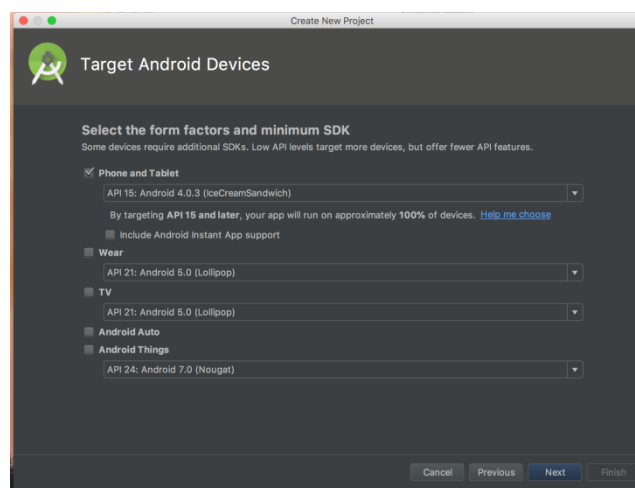 Create New Project
Target Android Devices
Select the form factors and minimum SDK
Some devices require additional SDKs. Low API levels target more devices, but offer fewer API features.
Phone and Tablet
API 15: Android 4.0.3 (IceCreamSandwich)
By targeting API 15 and later, your app will run on approximately 100% of devices. Help me choose
Include Android Instant App support
Wear
API 21: Android 5.0 (Lollipop)
TV
API 21: Android 5.0 (Lollipop)
Android Auto
Android Things
API 24: Android 7.0 (Nougat)
Cancel Previous Next Finish